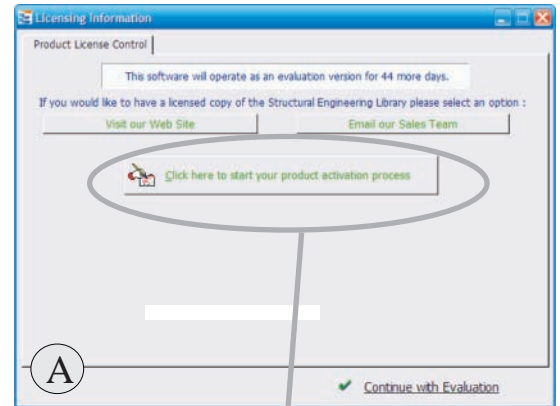 Licensing Information
Product License Control
This software will operate as an evaluation version for 44 more days.
If you would like to have a licensed copy of the Structural Engineering Library please select an option :
Visit our Web Site Email our Sales Team
Click here to start your product activation process
A
Continue with Evaluation